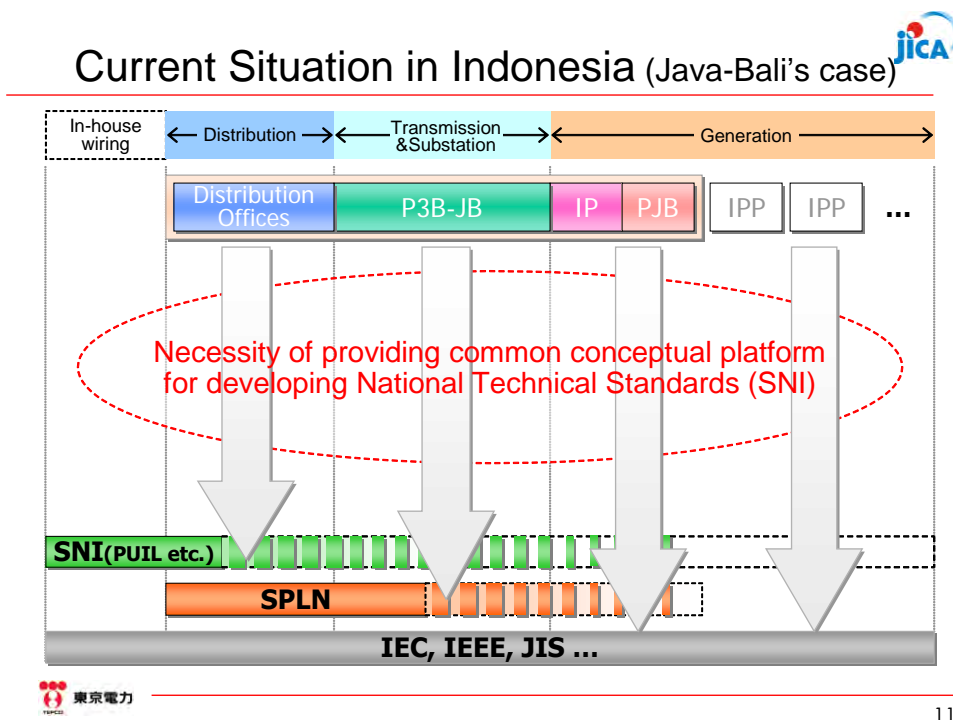 jICA
Current Situation in Indonesia (Java-Bali's case)
In-house
wiring
Distribution
Transmission
&Substation
Generation
Distribution
Offices
P3B-JB
IP
PJB
IPP
IPP
...
Necessity of providing common conceptual platform
for developing National Technical Standards (SNI)
SNI(PUIL etc.)
SPLN
IEC, IEEE, JIS ...
TEPCO
東京電力
11